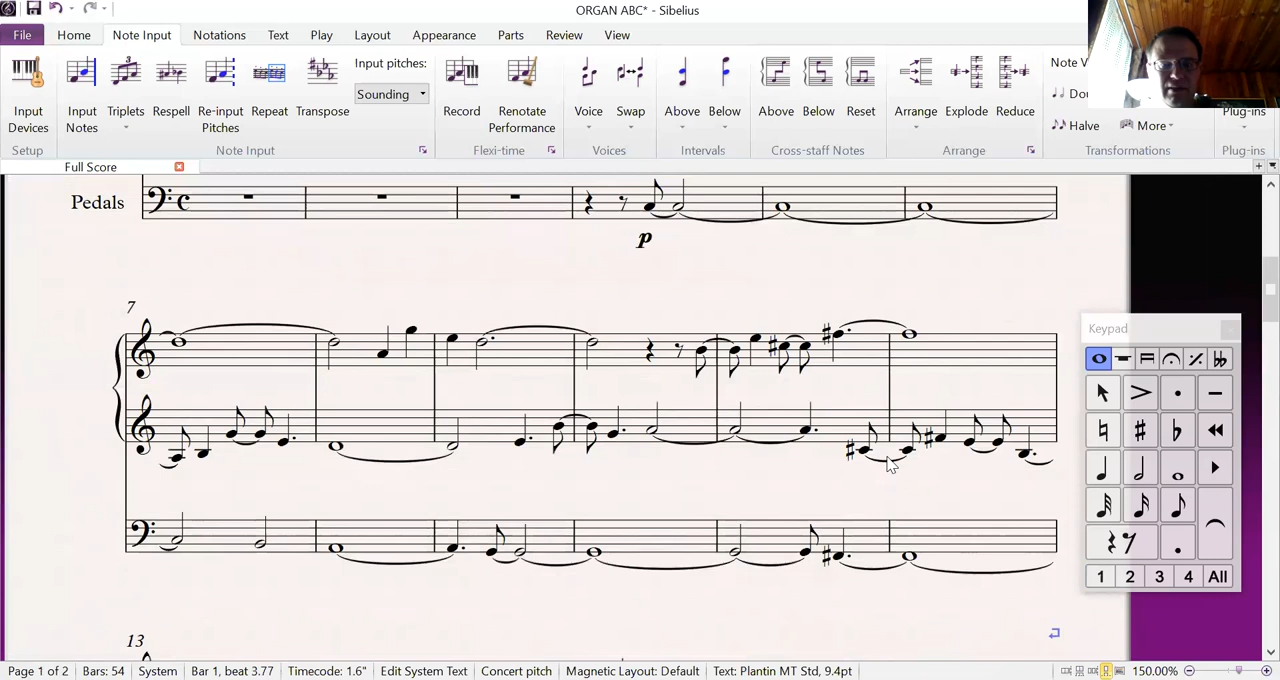 ORGAN ABC* - Sibelius
File Home Note Input Notations Text Play Layout Appearance Parts Review View
Input Devices
Input Notes
Triplets
Respell
Re-input Pitches
Repeat
Transpose
Input pitches:
Sounding
Record
Renotate Performance
Voice
Swap
Above
Below
Above
Below
Reset
Arrange
Explode
Reduce
Halve
More
Plug-ins
Setup Note Input Flexi-time Voices Intervals Cross-staff Notes Arrange Transformations Plug-ins
Full Score
Pedals
p
7
Keypad
1 2 3 4 All
13
Page 1 of 2 Bars: 54 System Bar 1, beat 3.77 Timecode: 1.6" Edit System Text Concert pitch Magnetic Layout: Default Text: Plantin MT Std, 9.4pt 150.00%